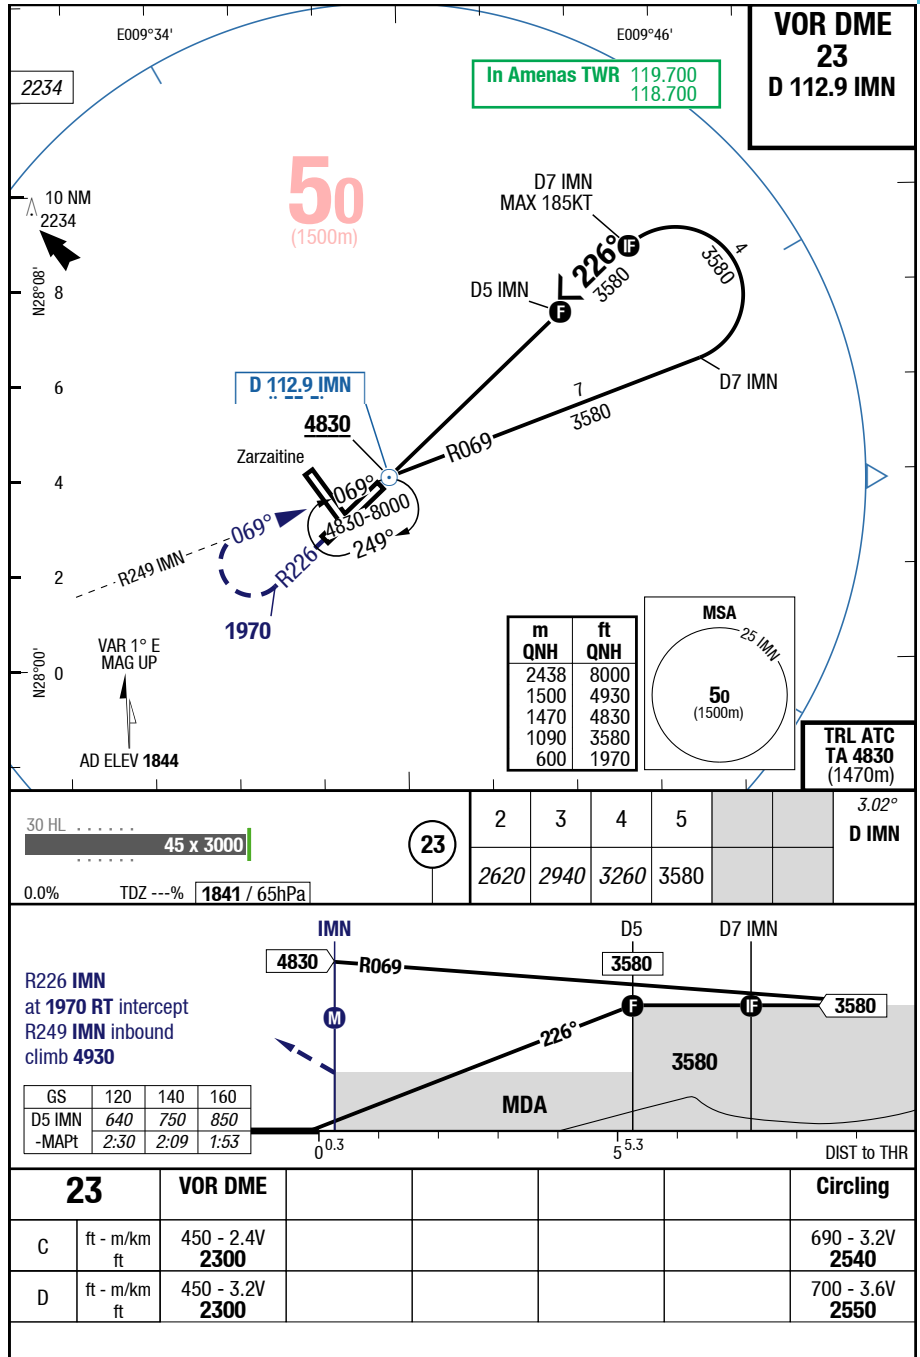 VOR DME
23
D 112.9 IMN
E009°34'
E009°46'
2234
In Amenas TWR 119.700
118.700
50
(1500m)
10 NM
2234
N28°08'
8
6
4
2
0
N28°00'
D7 IMN
MAX 185KT
226°
3580
4
3580
D5 IMN
F
IF
D7 IMN
7
3580
R069
D 112.9 IMN
4830
Zarzaitine
069°
4830-8000
249°
069°
R226
R249 IMN
1970
VAR 1° E
MAG UP
AD ELEV 1844
m ft
QNH QNH
2438 8000
1500 4930
1470 4830
1090 3580
600 1970
MSA
25 IMN
50
(1500m)
TRL ATC
TA 4830
(1470m)
30 HL
45 x 3000
0.0% TDZ ---% 1841 / 65hPa
23
2 3 4 5
2620 2940 3260 3580
3.02°
D IMN
IMN D5 D7 IMN
4830 R069 3580
3580
R226 IMN
at 1970 RT intercept
R249 IMN inbound
climb 4930
M
F
IF
226°
3580
MDA
GS 120 140 160
D5 IMN 640 750 850
-MAPt 2:30 2:09 1:53
0 0.3 5 5.3 DIST to THR
23 VOR DME Circling
C ft - m/km 450 - 2.4V 690 - 3.2V
ft 2300 2540
D ft - m/km 450 - 3.2V 700 - 3.6V
ft 2300 2550